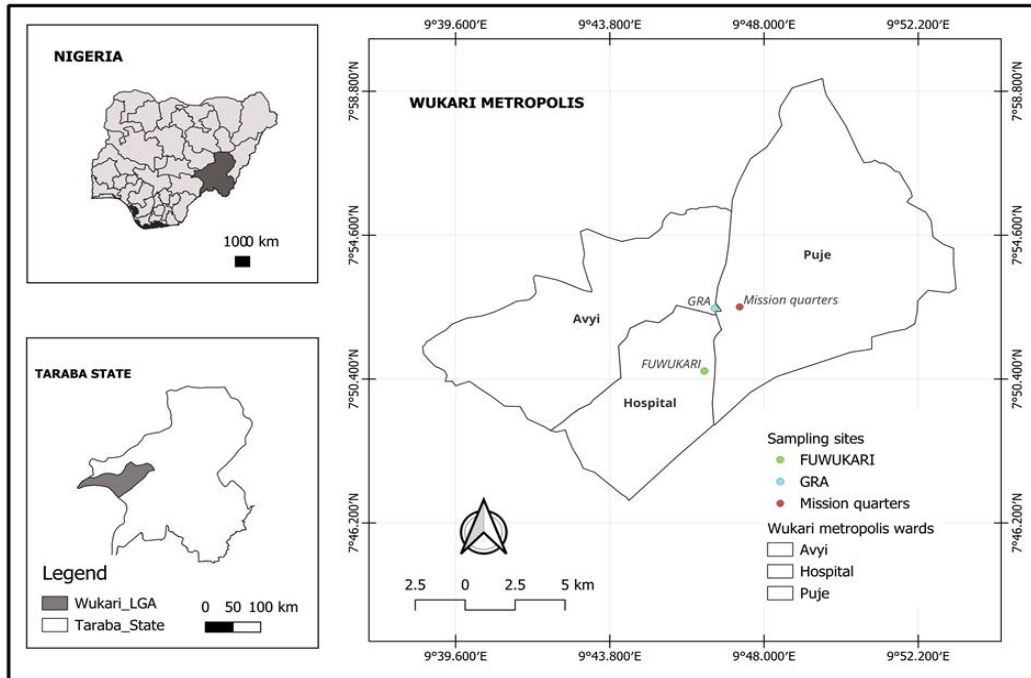 NIGERIA
1000 km
TARABA STATE
Legend
Wukari_LGA
Taraba_State
0 50 100 km
9°39.600'E 9°43.800'E 9°48.000'E 9°52.200'E
WUKARI METROPOLIS
7°58.800'N 7°58.800'N
7°54.600'N 7°54.600'N
7°50.400'N 7°50.400'N
7°46.200'N 7°46.200'N
Puje
GRA
Mission quarters
Avyi
FUWUKARI
Hospital
Sampling sites
FUWUKARI
GRA
Mission quarters
Wukari metropolis wards
Avyi
Hospital
Puje
2.5 0 2.5 5 km
9°39.600'E 9°43.800'E 9°48.000'E 9°52.200'E